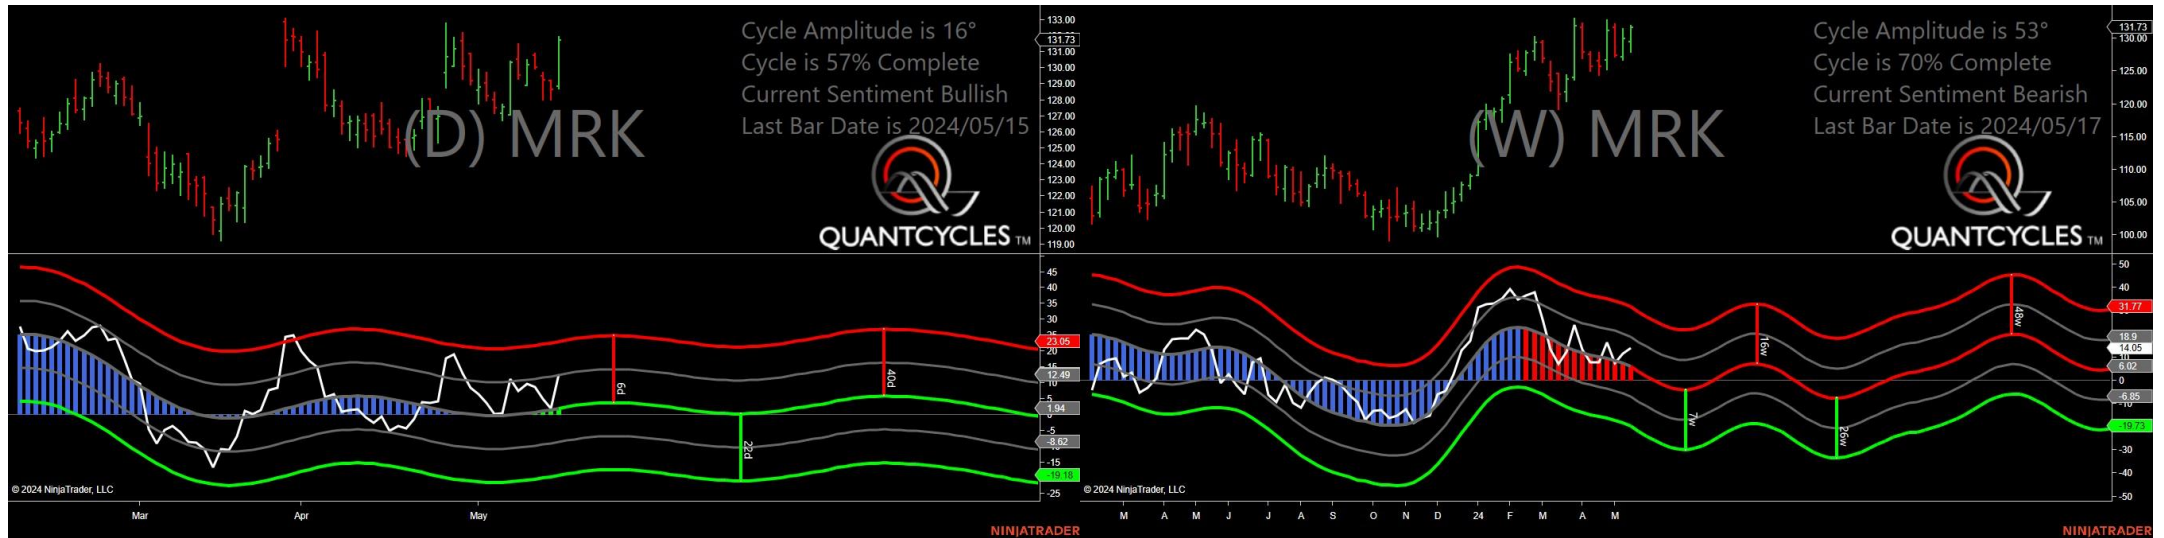 Cycle Amplitude is 16°
Cycle is 57% Complete
Current Sentiment Bullish
Last Bar Date is 2024/05/15
(D) MRK
QUANTCYCLES TM
133.00
131.73
131.00
130.00
129.00
128.00
127.00
126.00
125.00
124.00
123.00
122.00
121.00
120.00
119.00
45
40
35
30
23.05
20
15
12.49
10
5
1.94
-5
-8.62
-15
-19.18
-25
6d
22d
40d
© 2024 NinjaTrader, LLC
Mar
Apr
May
NINJATRADER
Cycle Amplitude is 53°
Cycle is 70% Complete
Current Sentiment Bearish
Last Bar Date is 2024/05/17
(W) MRK
QUANTCYCLES TM
131.73
130.00
125.00
120.00
115.00
110.00
105.00
100.00
50
40
31.77
18.9
14.05
6.02
0
-6.85
-19.73
-30
-40
-50
7w
16w
26w
48w
© 2024 NinjaTrader, LLC
M A M J J A S O N D 24 F M A M
NINJATRADER